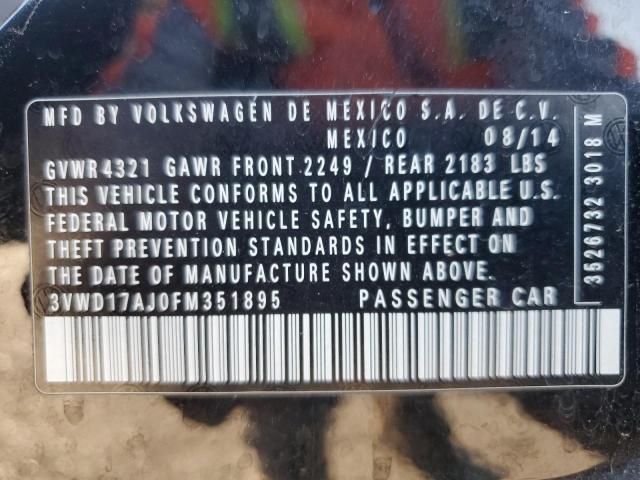 MFD BY VOLKSWAGEN DE MEXICO S.A. DE C.V.
MEXICO 08/14
GVWR 4321 GAWR FRONT 2249 / REAR 2183 LBS
THIS VEHICLE CONFORMS TO ALL APPLICABLE U.S.
FEDERAL MOTOR VEHICLE SAFETY, BUMPER AND
THEFT PREVENTION STANDARDS IN EFFECT ON
THE DATE OF MANUFACTURE SHOWN ABOVE.
3VWD17AJ0FM351895 PASSENGER CAR
3526732 3018 M